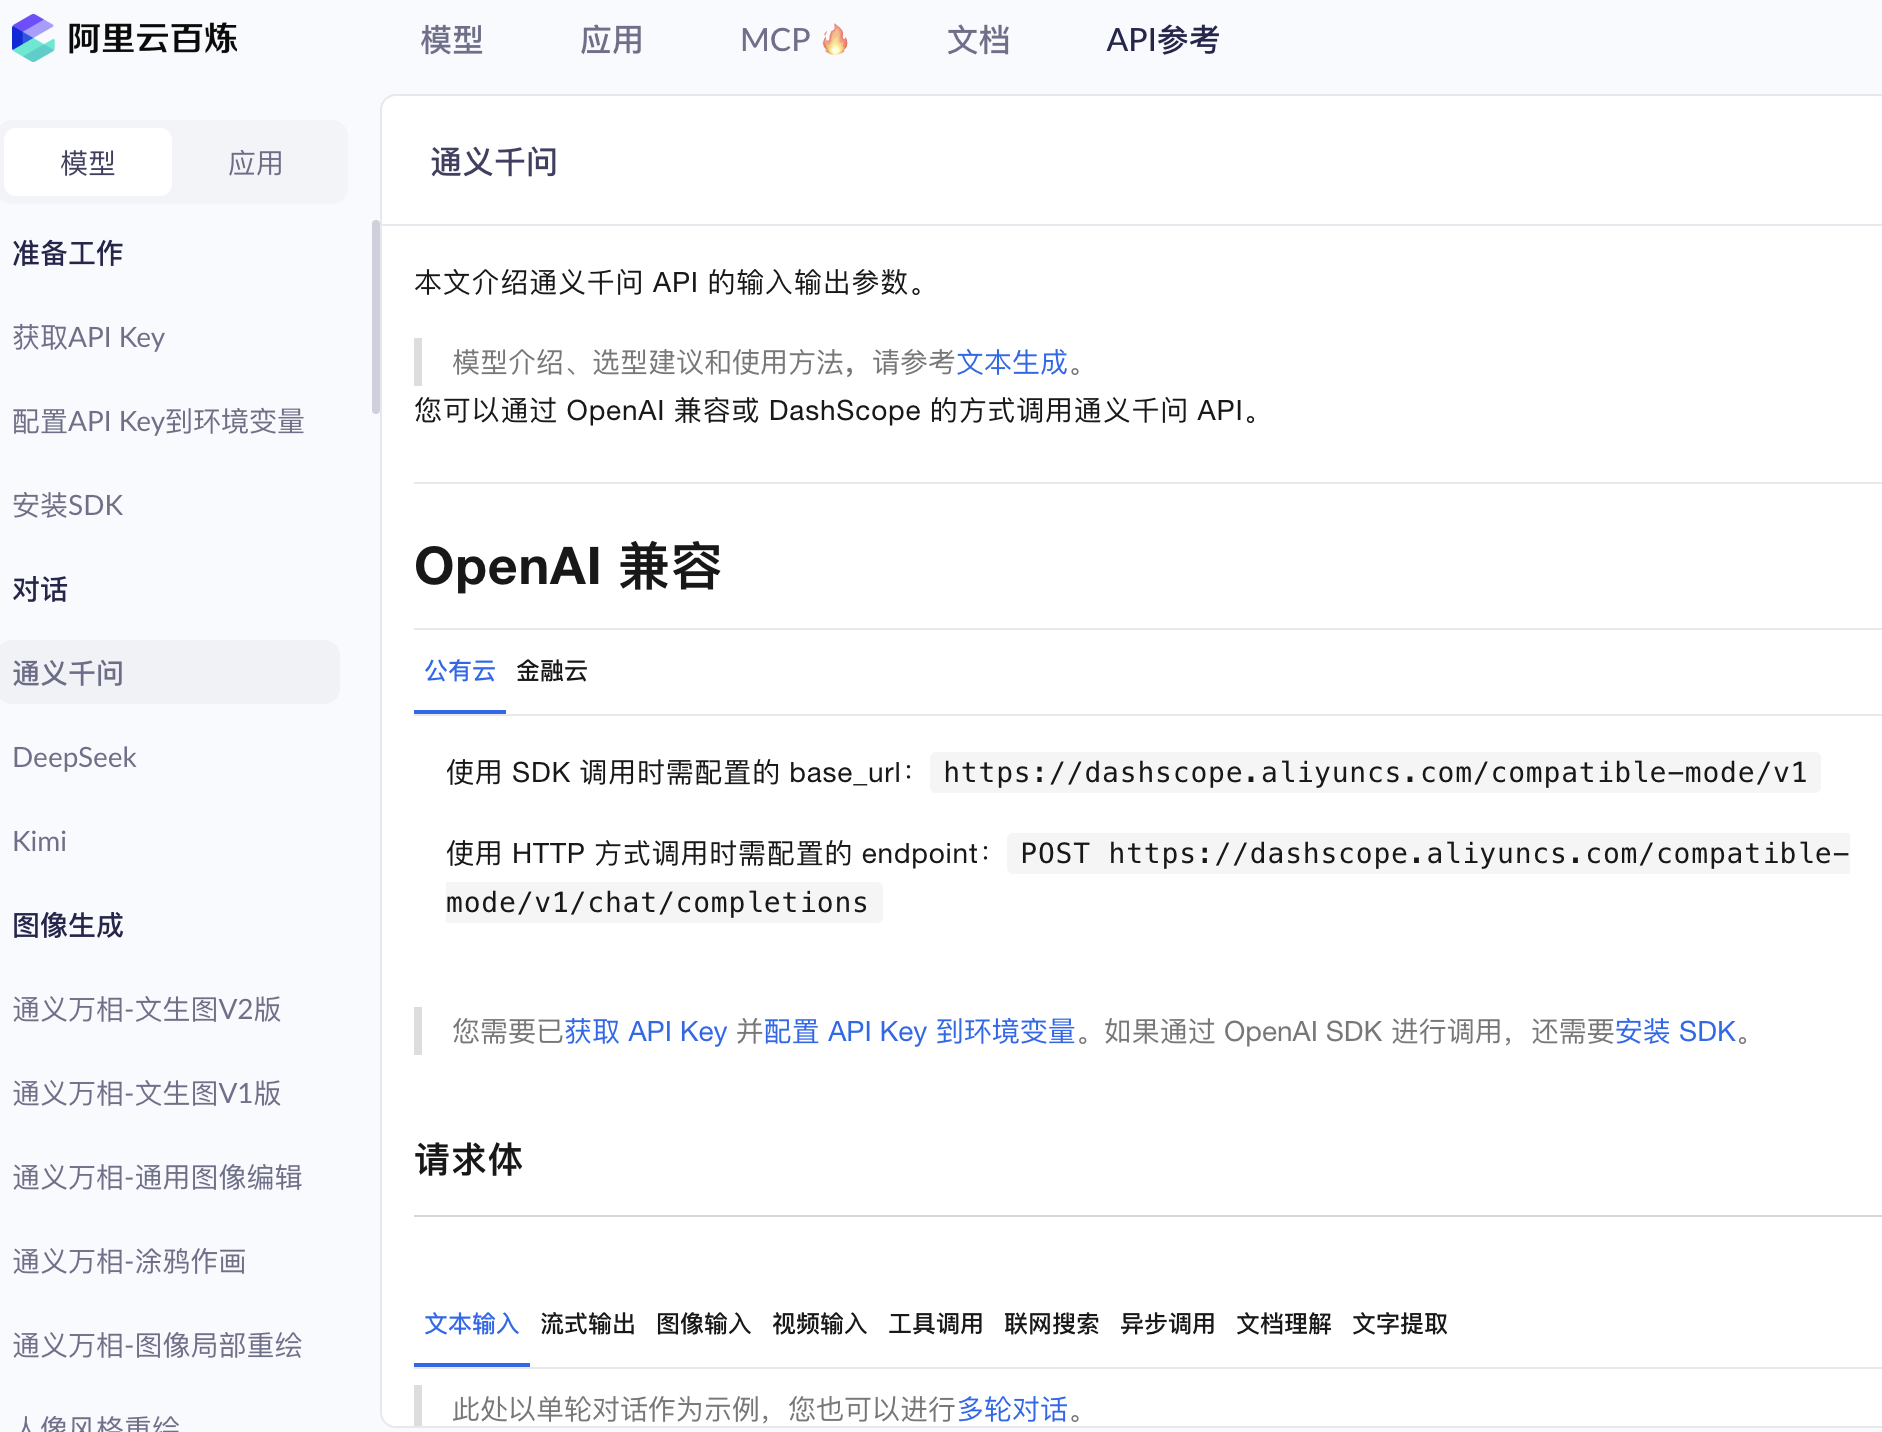 阿里云百炼
模型
应用
MCP 🔥
文档
API参考
模型
应用
准备工作
获取API Key
配置API Key到环境变量
安装SDK
对话
通义千问
DeepSeek
Kimi
图像生成
通义万相-文生图V2版
通义万相-文生图V1版
通义万相-通用图像编辑
通义万相-涂鸦作画
通义万相-图像局部重绘
人像风格重绘
通义千问
本文介绍通义千问 API 的输入输出参数。
模型介绍、选型建议和使用方法，请参考文本生成。
您可以通过 OpenAI 兼容或 DashScope 的方式调用通义千问 API。
OpenAI 兼容
公有云 金融云
使用 SDK 调用时需配置的 base_url： https://dashscope.aliyuncs.com/compatible-mode/v1
使用 HTTP 方式调用时需配置的 endpoint： POST https://dashscope.aliyuncs.com/compatible-
mode/v1/chat/completions
您需要已获取 API Key 并配置 API Key 到环境变量。如果通过 OpenAI SDK 进行调用，还需要安装 SDK。
请求体
文本输入 流式输出 图像输入 视频输入 工具调用 联网搜索 异步调用 文档理解 文字提取
此处以单轮对话作为示例，您也可以进行多轮对话。